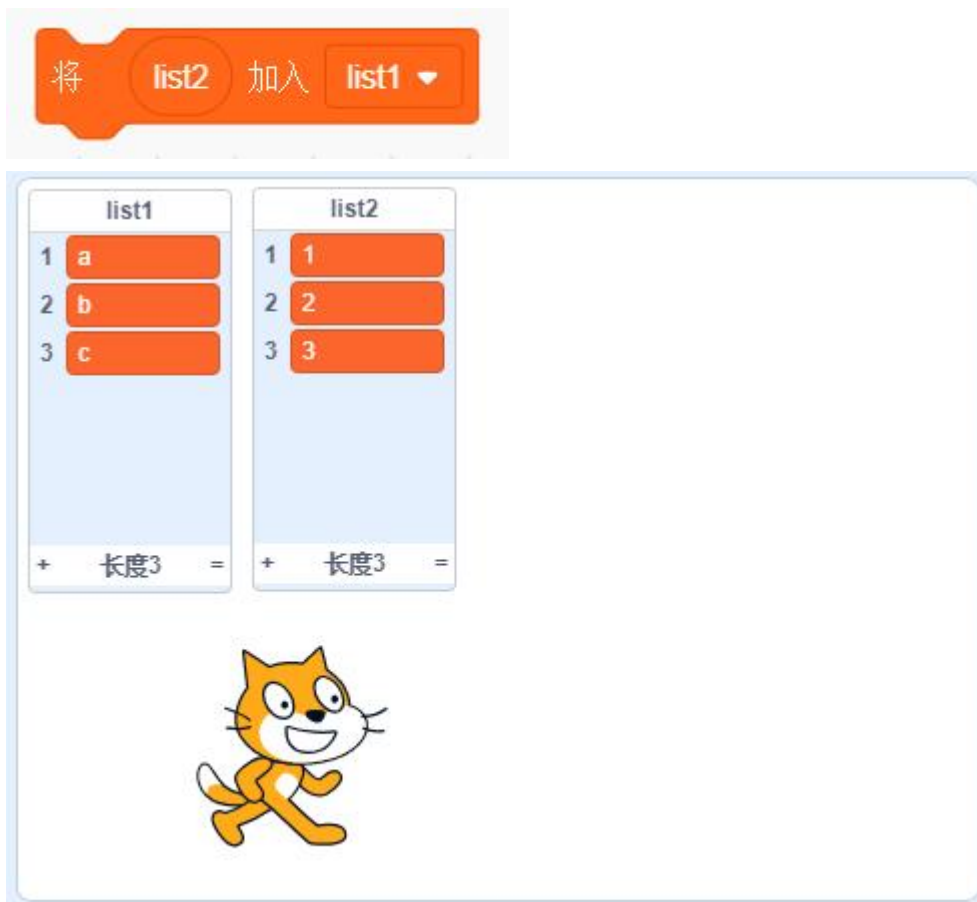 将 list2 加入 list1
list1
1 a
2 b
3 c
+ 长度3 =
list2
1 1
2 2
3 3
+ 长度3 =